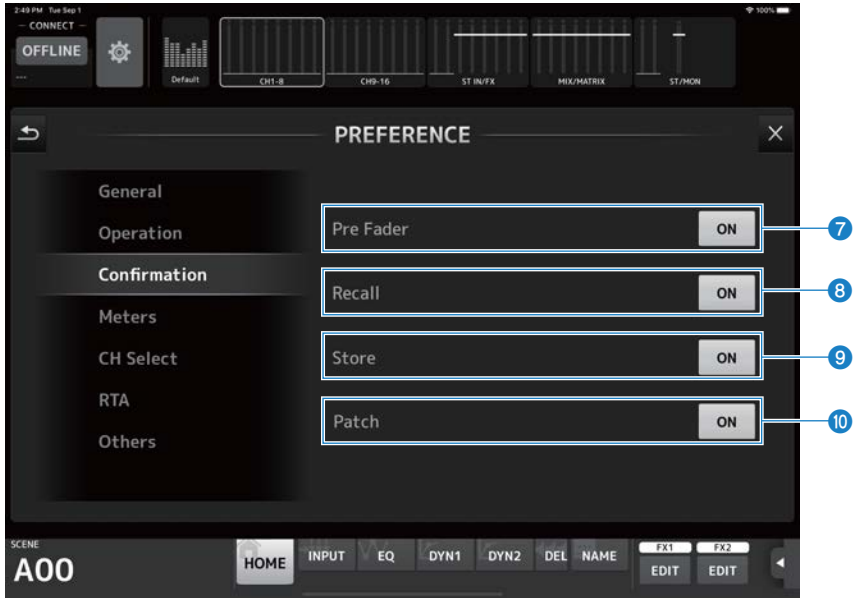 2:49 PM Tue Sep 1
100%
CONNECT
OFFLINE
---
Default
CH1-8
CH9-16
ST IN/FX
MIX/MATRIX
ST/MON
PREFERENCE
General
Operation
Confirmation
Meters
CH Select
RTA
Others
Pre Fader ON 7
Recall ON 8
Store ON 9
Patch ON 10
SCENE
A00
HOME
INPUT
EQ
DYN1
DYN2
DEL
NAME
FX1
EDIT
FX2
EDIT